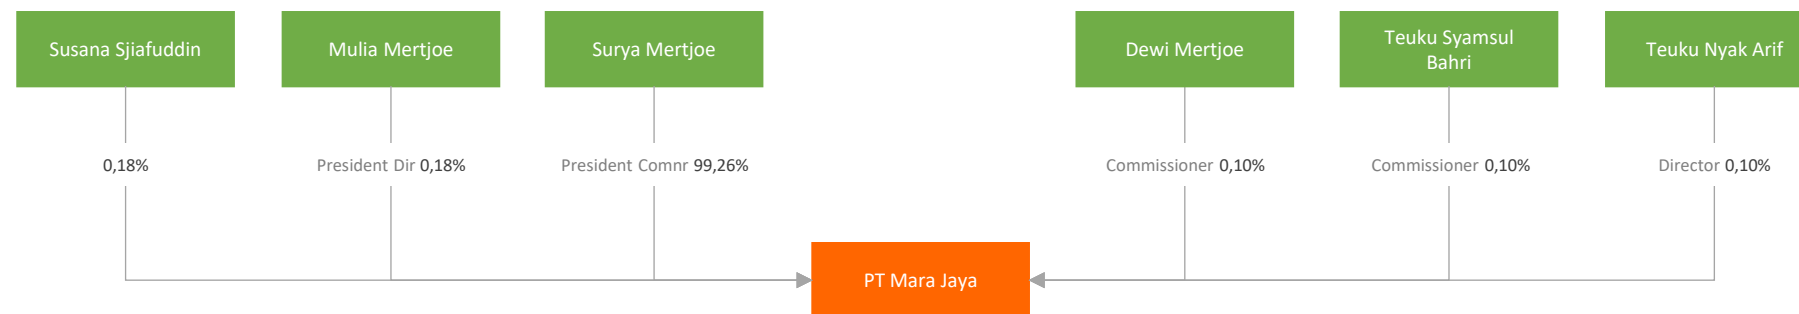 Susana Sjiafuddin
Mulia Mertjoe
Surya Mertjoe
Dewi Mertjoe
Teuku Syamsul
Bahri
Teuku Nyak Arif
0,18%
President Dir 0,18%
President Comnr 99,26%
Commissioner 0,10%
Commissioner 0,10%
Director 0,10%
PT Mara Jaya